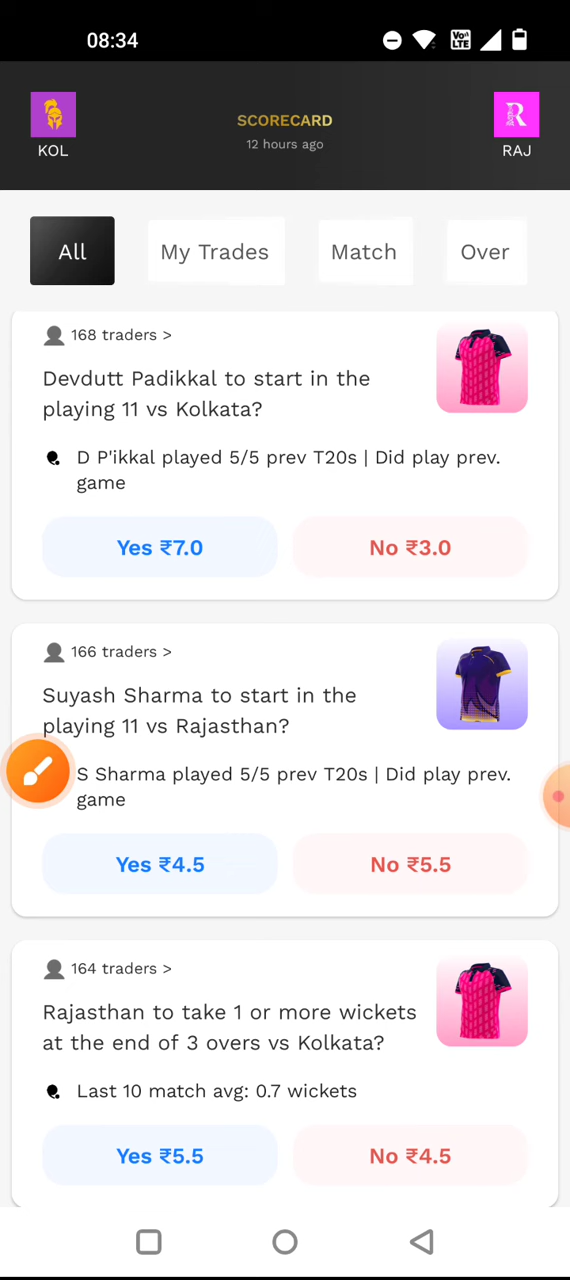 08:34
Vo)) LTE
KOL
SCORECARD
12 hours ago
R
RAJ
All
My Trades
Match
Over
168 traders >
Devdutt Padikkal to start in the
playing 11 vs Kolkata?
D P'ikkal played 5/5 prev T20s | Did play prev.
game
Yes ₹7.0
No ₹3.0
166 traders >
Suyash Sharma to start in the
playing 11 vs Rajasthan?
S Sharma played 5/5 prev T20s | Did play prev.
game
Yes ₹4.5
No ₹5.5
164 traders >
Rajasthan to take 1 or more wickets
at the end of 3 overs vs Kolkata?
Last 10 match avg: 0.7 wickets
Yes ₹5.5
No ₹4.5